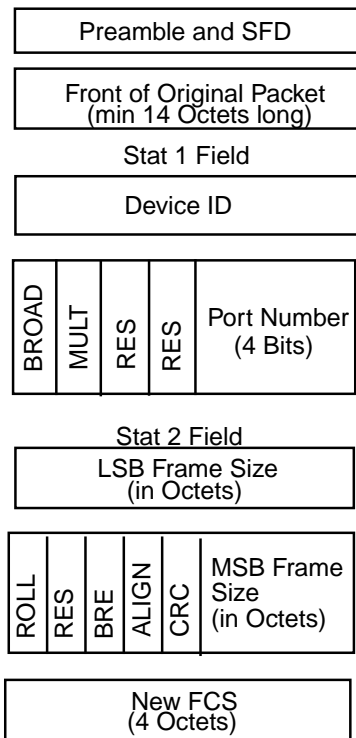 Preamble and SFD
Front of Original Packet
(min 14 Octets long)
Stat 1 Field
Device ID
BROAD
MULT
RES
RES
Port Number
(4 Bits)
Stat 2 Field
LSB Frame Size
(in Octets)
ROLL
RES
BRE
ALIGN
CRC
MSB Frame
Size
(in Octets)
New FCS
(4 Octets)